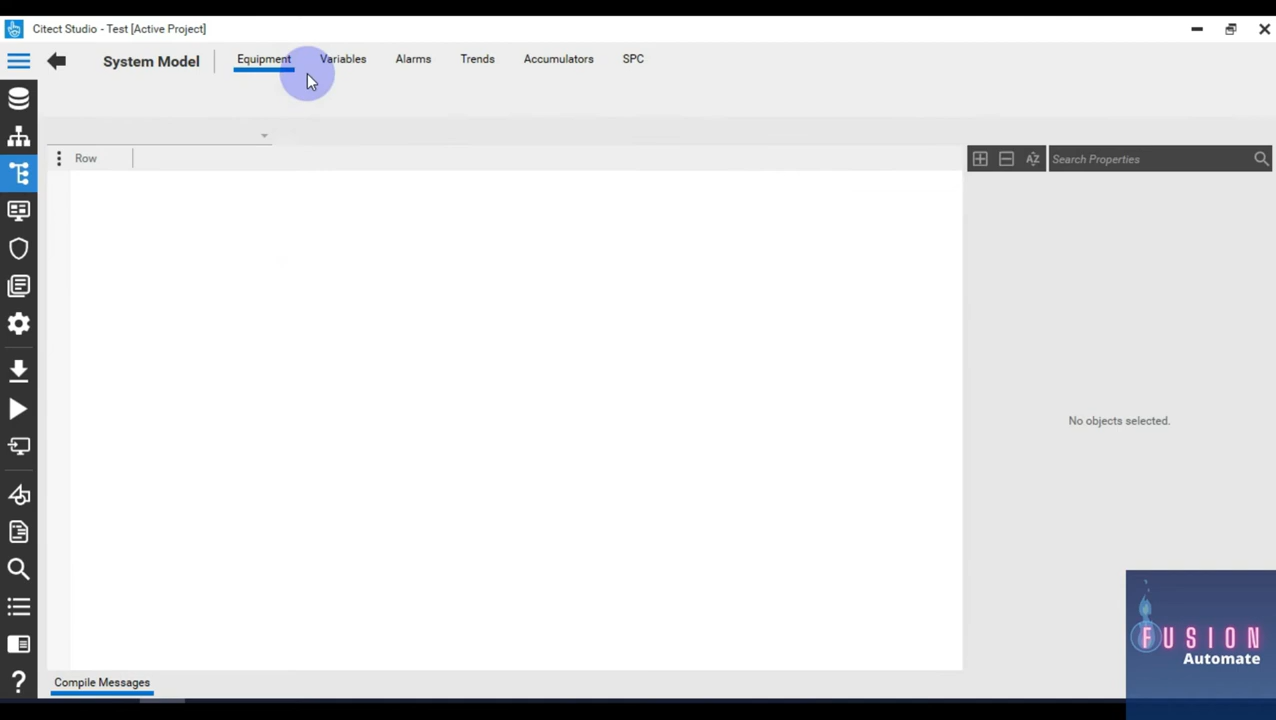 Citect Studio - Test [Active Project]
System Model
Equipment
Variables
Alarms
Trends
Accumulators
SPC
Row
Search Properties
No objects selected.
Compile Messages
FUSION
Automate